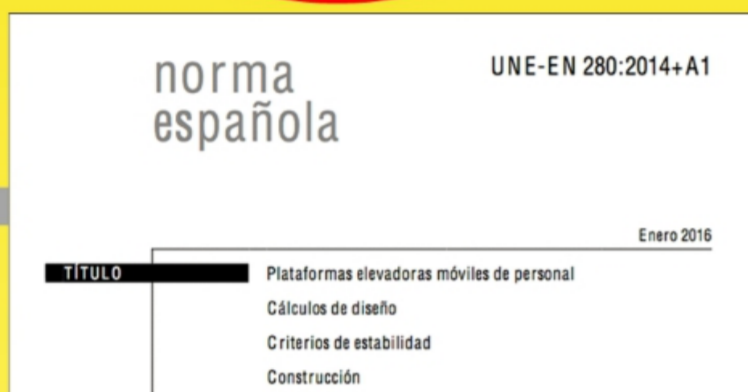 norma
española
UNE-EN 280:2014+A1
Enero 2016
TÍTULO
Plataformas elevadoras móviles de personal
Cálculos de diseño
Criterios de estabilidad
Construcción